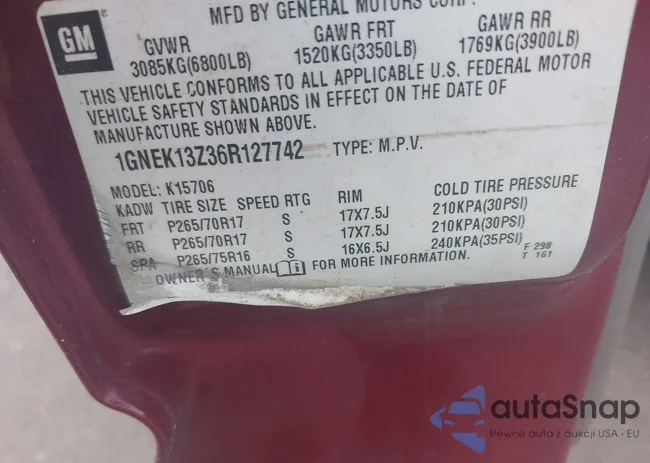 MFD BY GENERAL MOTORS CORP.
GM
GVWR GAWR FRT GAWR RR
3085KG(6800LB) 1520KG(3350LB) 1769KG(3900LB)
THIS VEHICLE CONFORMS TO ALL APPLICABLE U.S. FEDERAL MOTOR
VEHICLE SAFETY STANDARDS IN EFFECT ON THE DATE OF
MANUFACTURE SHOWN ABOVE.
1GNEK13Z36R127742 TYPE: M.P.V.
MODEL: K15706
KADW TIRE SIZE SPEED RTG RIM COLD TIRE PRESSURE
FRT P265/70R17 S 17X7.5J 210KPA(30PSI)
RR P265/70R17 S 17X7.5J 210KPA(30PSI)
SPA P265/75R16 S 16X6.5J 240KPA(35PSI)
F 298
T 161
OWNER'S MANUAL i FOR MORE INFORMATION.
autaSnap
Pewne auta z aukcji USA i EU